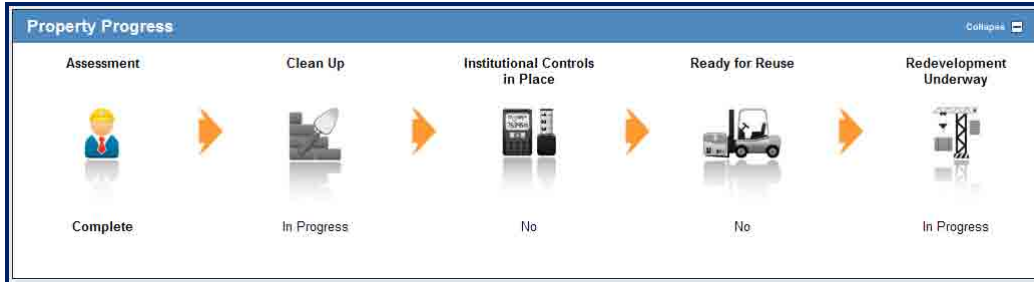 Property Progress
Collapse
Assessment
Clean Up
Institutional Controls
in Place
Ready for Reuse
Redevelopment
Underway
Complete
In Progress
No
No
In Progress